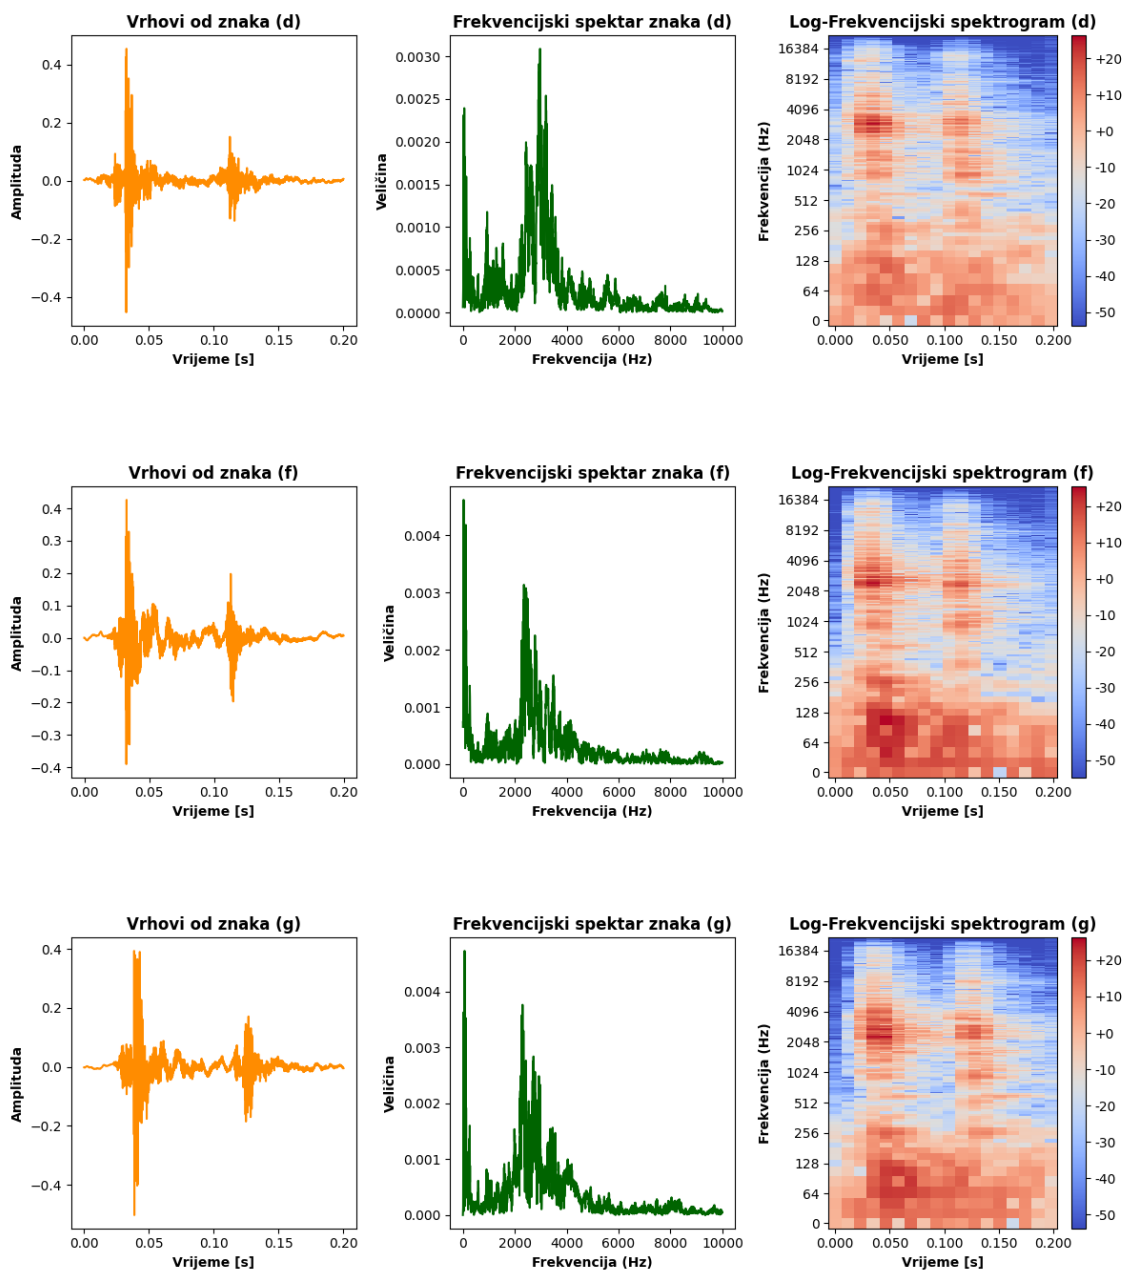 Vrhovi od znaka (d)
Amplituda
0.4
0.2
0.0
−0.2
−0.4
0.00 0.05 0.10 0.15 0.20
Vrijeme [s]
Frekvencijski spektar znaka (d)
Veličina
0.0030
0.0025
0.0020
0.0015
0.0010
0.0005
0.0000
0 2000 4000 6000 8000 10000
Frekvencija (Hz)
Log-Frekvencijski spektrogram (d)
Frekvencija (Hz)
16384
8192
4096
2048
1024
512
256
128
64
0
0.000 0.050 0.100 0.150 0.200
Vrijeme [s]
+20
+10
+0
-10
-20
-30
-40
-50
Vrhovi od znaka (f)
Amplituda
0.4
0.3
0.2
0.1
0.0
−0.1
−0.2
−0.3
−0.4
0.00 0.05 0.10 0.15 0.20
Vrijeme [s]
Frekvencijski spektar znaka (f)
Veličina
0.004
0.003
0.002
0.001
0.000
0 2000 4000 6000 8000 10000
Frekvencija (Hz)
Log-Frekvencijski spektrogram (f)
Frekvencija (Hz)
16384
8192
4096
2048
1024
512
256
128
64
0
0.000 0.050 0.100 0.150 0.200
Vrijeme [s]
+20
+10
+0
-10
-20
-30
-40
-50
Vrhovi od znaka (g)
Amplituda
0.4
0.2
0.0
−0.2
−0.4
0.00 0.05 0.10 0.15 0.20
Vrijeme [s]
Frekvencijski spektar znaka (g)
Veličina
0.004
0.003
0.002
0.001
0.000
0 2000 4000 6000 8000 10000
Frekvencija (Hz)
Log-Frekvencijski spektrogram (g)
Frekvencija (Hz)
16384
8192
4096
2048
1024
512
256
128
64
0
0.000 0.050 0.100 0.150 0.200
Vrijeme [s]
+20
+10
+0
-10
-20
-30
-40
-50